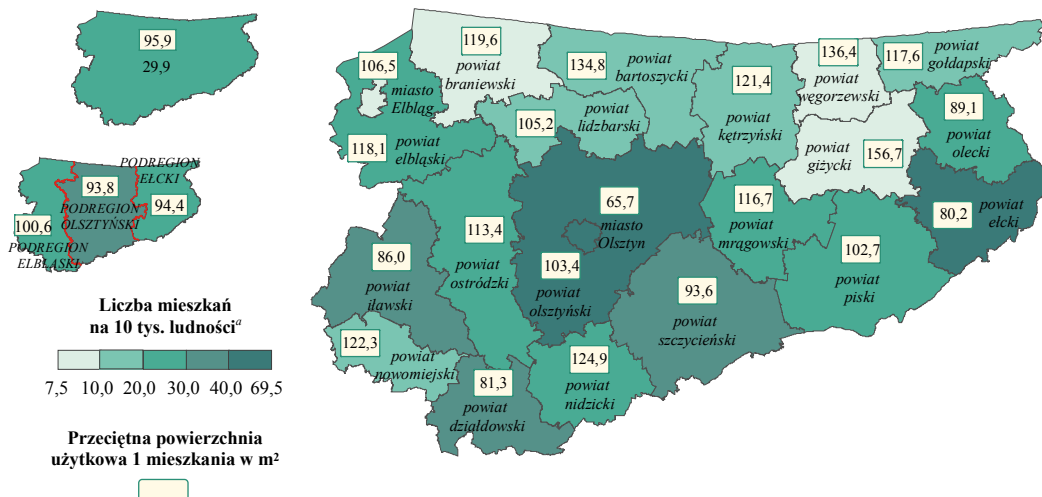 95,9
29,9
PODREGION
EŁCKI
93,8
PODREGION
OLSZTYŃSKI
94,4
100,6
PODREGION
ELBLĄSKI
Liczba mieszkań
na 10 tys. ludnościᵃ
7,5 10,0 20,0 30,0 40,0 69,5
Przeciętna powierzchnia
użytkowa 1 mieszkania w m²
119,6
powiat
braniewski
106,5
miasto
Elbląg
134,8
powiat
bartoszycki
136,4
powiat
węgorzewski
117,6
powiat
gołdapski
121,4
powiat
kętrzyński
105,2
powiat
lidzbarski
118,1
powiat
elbląski
89,1
powiat
olecki
156,7
powiat
giżycki
65,7
miasto
Olsztyn
116,7
powiat
mrągowski
80,2
powiat
ełcki
113,4
powiat
ostródzki
103,4
powiat
olsztyński
102,7
powiat
piski
86,0
powiat
iławski
93,6
powiat
szczycieński
122,3
powiat
nowomiejski
81,3
powiat
działdowski
124,9
powiat
nidzicki